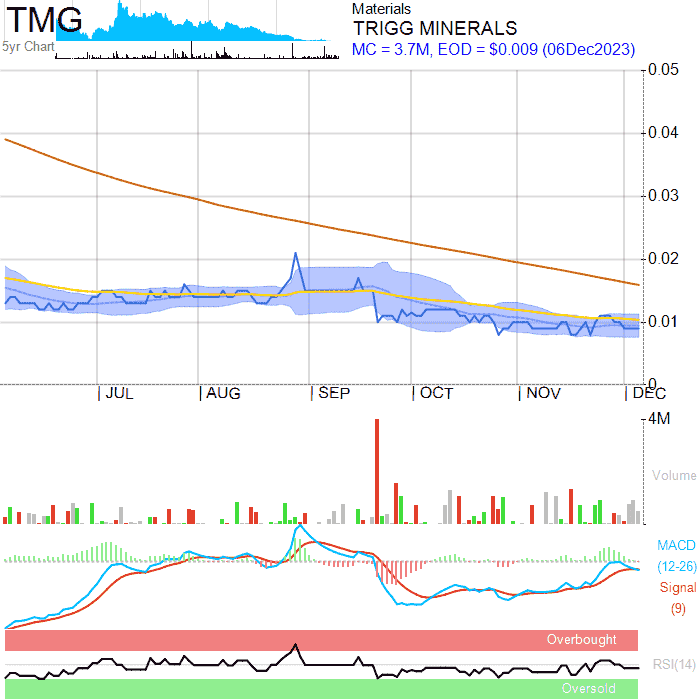 TMG
5yr Chart
Materials
TRIGG MINERALS
MC = 3.7M, EOD = $0.009 (06Dec2023)
0.05
0.04
0.03
0.02
0.01
0
JUL AUG SEP OCT NOV DEC
4M
Volume
MACD
(12-26)
Signal
(9)
Overbought
RSI(14)
Oversold